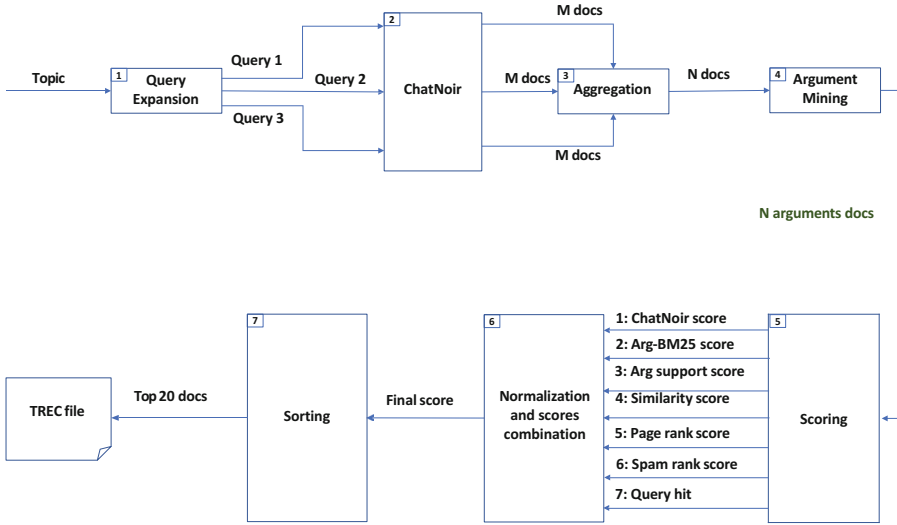 Topic
1
Query
Expansion
Query 1
Query 2
Query 3
2
ChatNoir
M docs
M docs
M docs
3
Aggregation
N docs
4
Argument
Mining
N arguments docs
5
Scoring
1: ChatNoir score
2: Arg-BM25 score
3: Arg support score
4: Similarity score
5: Page rank score
6: Spam rank score
7: Query hit
6
Normalization
and scores
combination
Final score
7
Sorting
Top 20 docs
TREC file